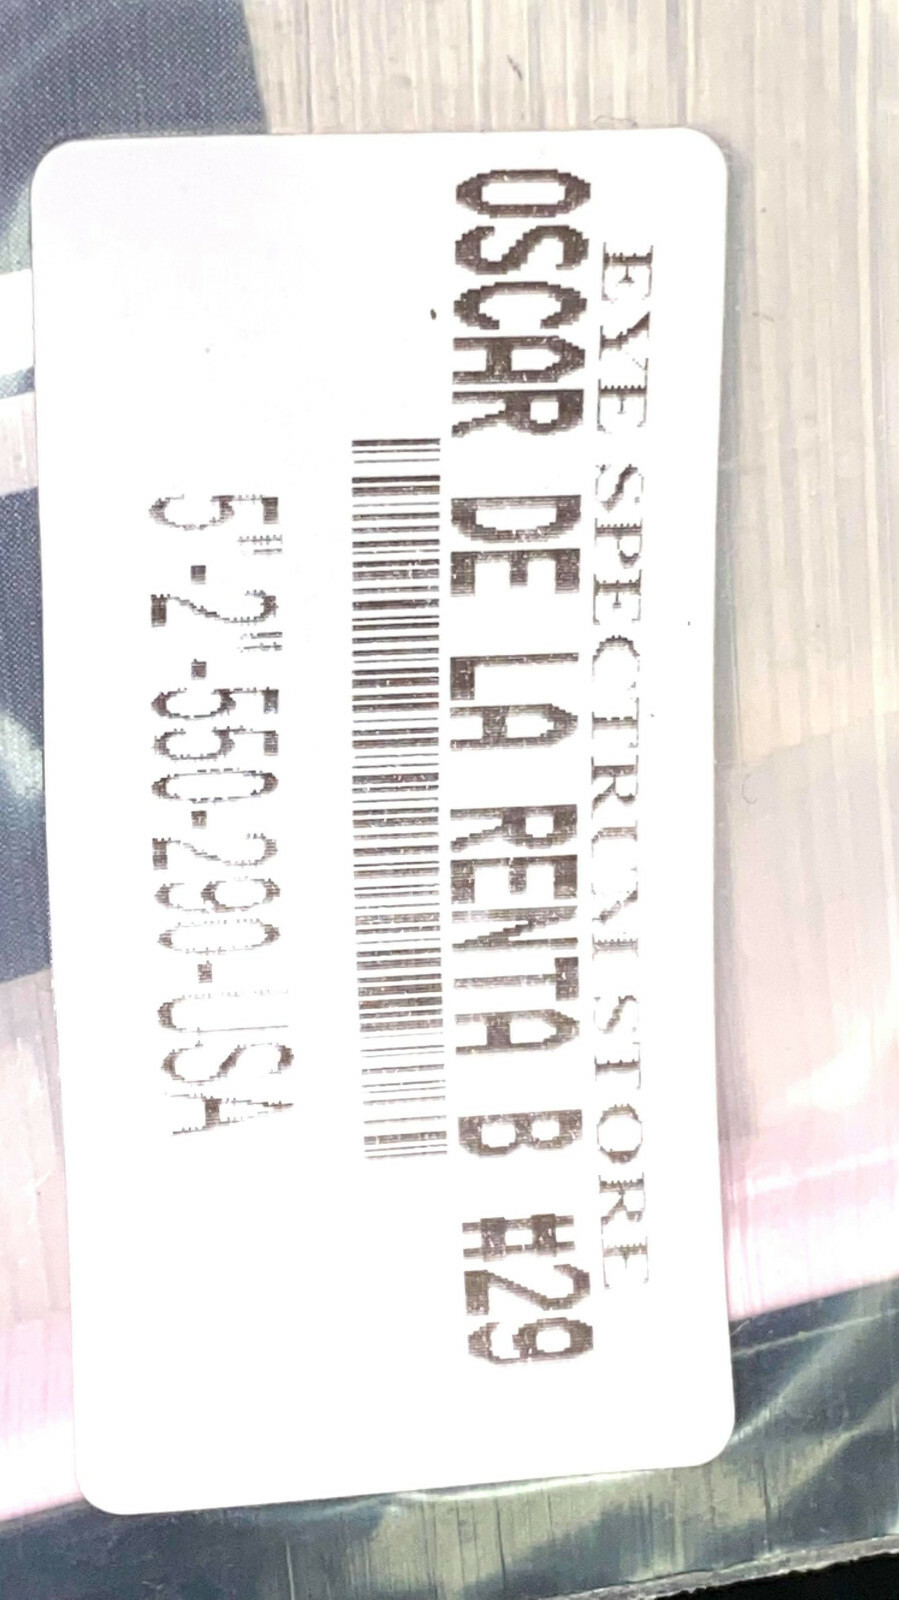 EYE SPECTRUM STORE
OSCAR DE LA RENTA B #29
5"-2"-550-290-USA